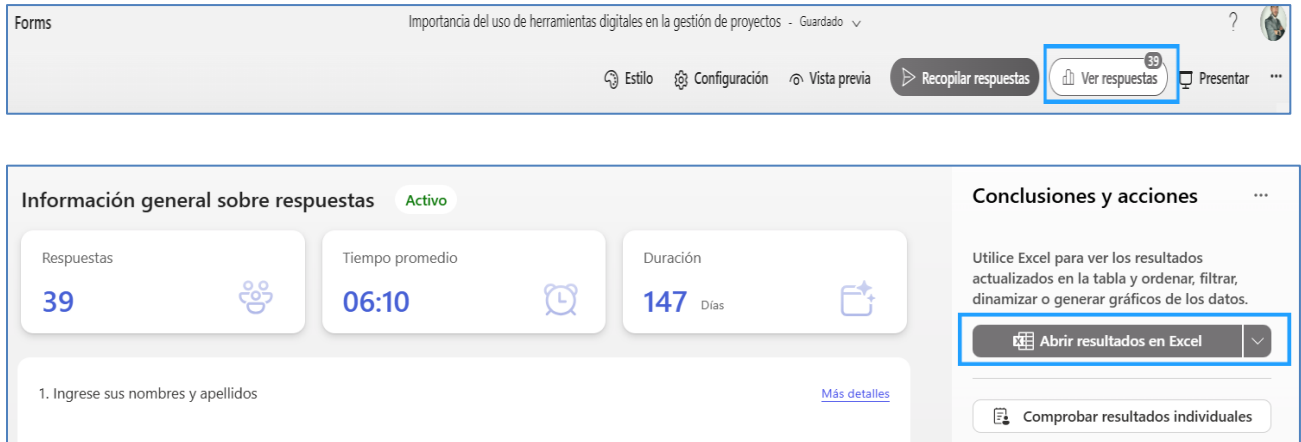 Forms
Importancia del uso de herramientas digitales en la gestión de proyectos - Guardado
?
Estilo
Configuración
Vista previa
Recopilar respuestas
39
Ver respuestas
Presentar
...
Información general sobre respuestas
Activo
Respuestas
39
Tiempo promedio
06:10
Duración
147 Días
1. Ingrese sus nombres y apellidos
Más detalles
Conclusiones y acciones
...
Utilice Excel para ver los resultados
actualizados en la tabla y ordenar, filtrar,
dinamizar o generar gráficos de los datos.
Abrir resultados en Excel
Comprobar resultados individuales